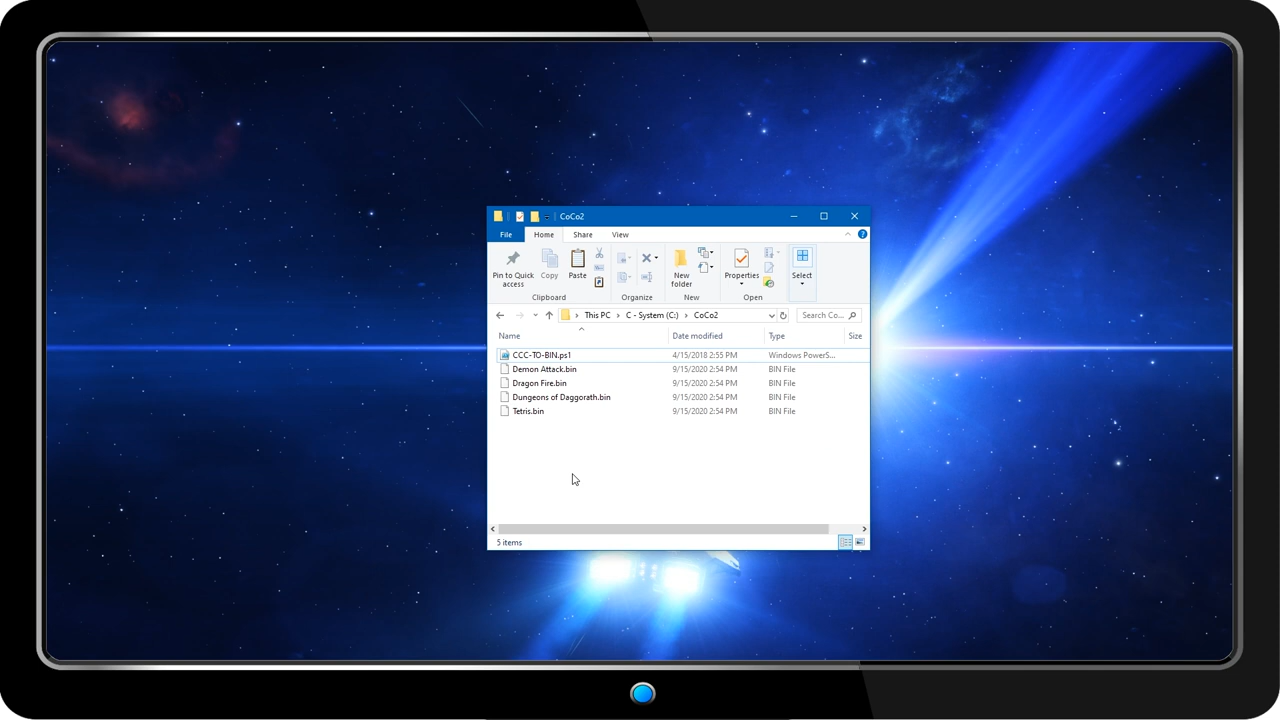 CoCo2
File Home Share View
Pin to Quick access
Copy
Paste
Clipboard
Organize
New folder
New
Properties
Open
Select
This PC C - System (C:) CoCo2
Search Co...
Name Date modified Type Size
CCC-TO-BIN.ps1 4/15/2018 2:55 PM Windows PowerS...
Demon Attack.bin 9/15/2020 2:54 PM BIN File
Dragon Fire.bin 9/15/2020 2:54 PM BIN File
Dungeons of Daggorath.bin 9/15/2020 2:54 PM BIN File
Tetris.bin 9/15/2020 2:54 PM BIN File
5 items